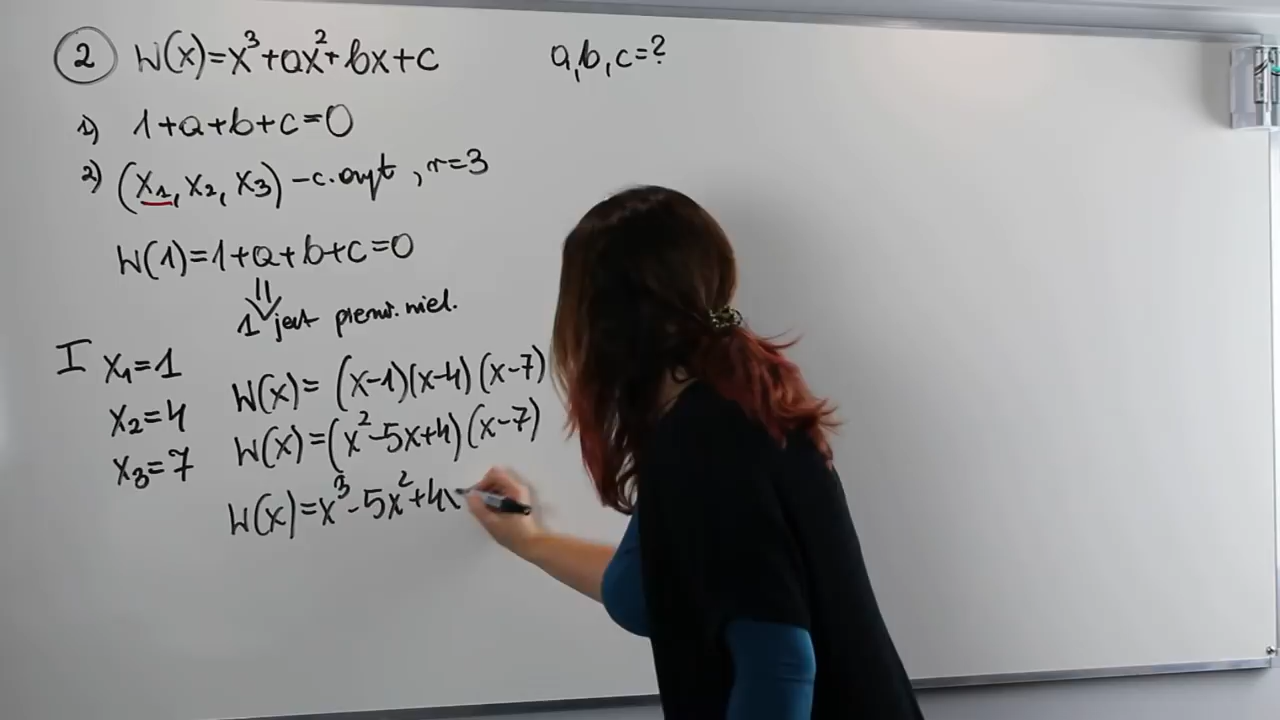 2 W(x)=x³+ax²+bx+c a,b,c=?
1) 1+a+b+c=0
2) (x₁, x₂, x₃) - c. aryt, r=3
W(1)=1+a+b+c=0
⇓
1 jest pierw. wiel.
I x₁=1 W(x)= (x-1)(x-4)(x-7)
x₂=4 W(x)=(x²-5x+4)(x-7)
x₃=7
W(x)=x³-5x²+4x